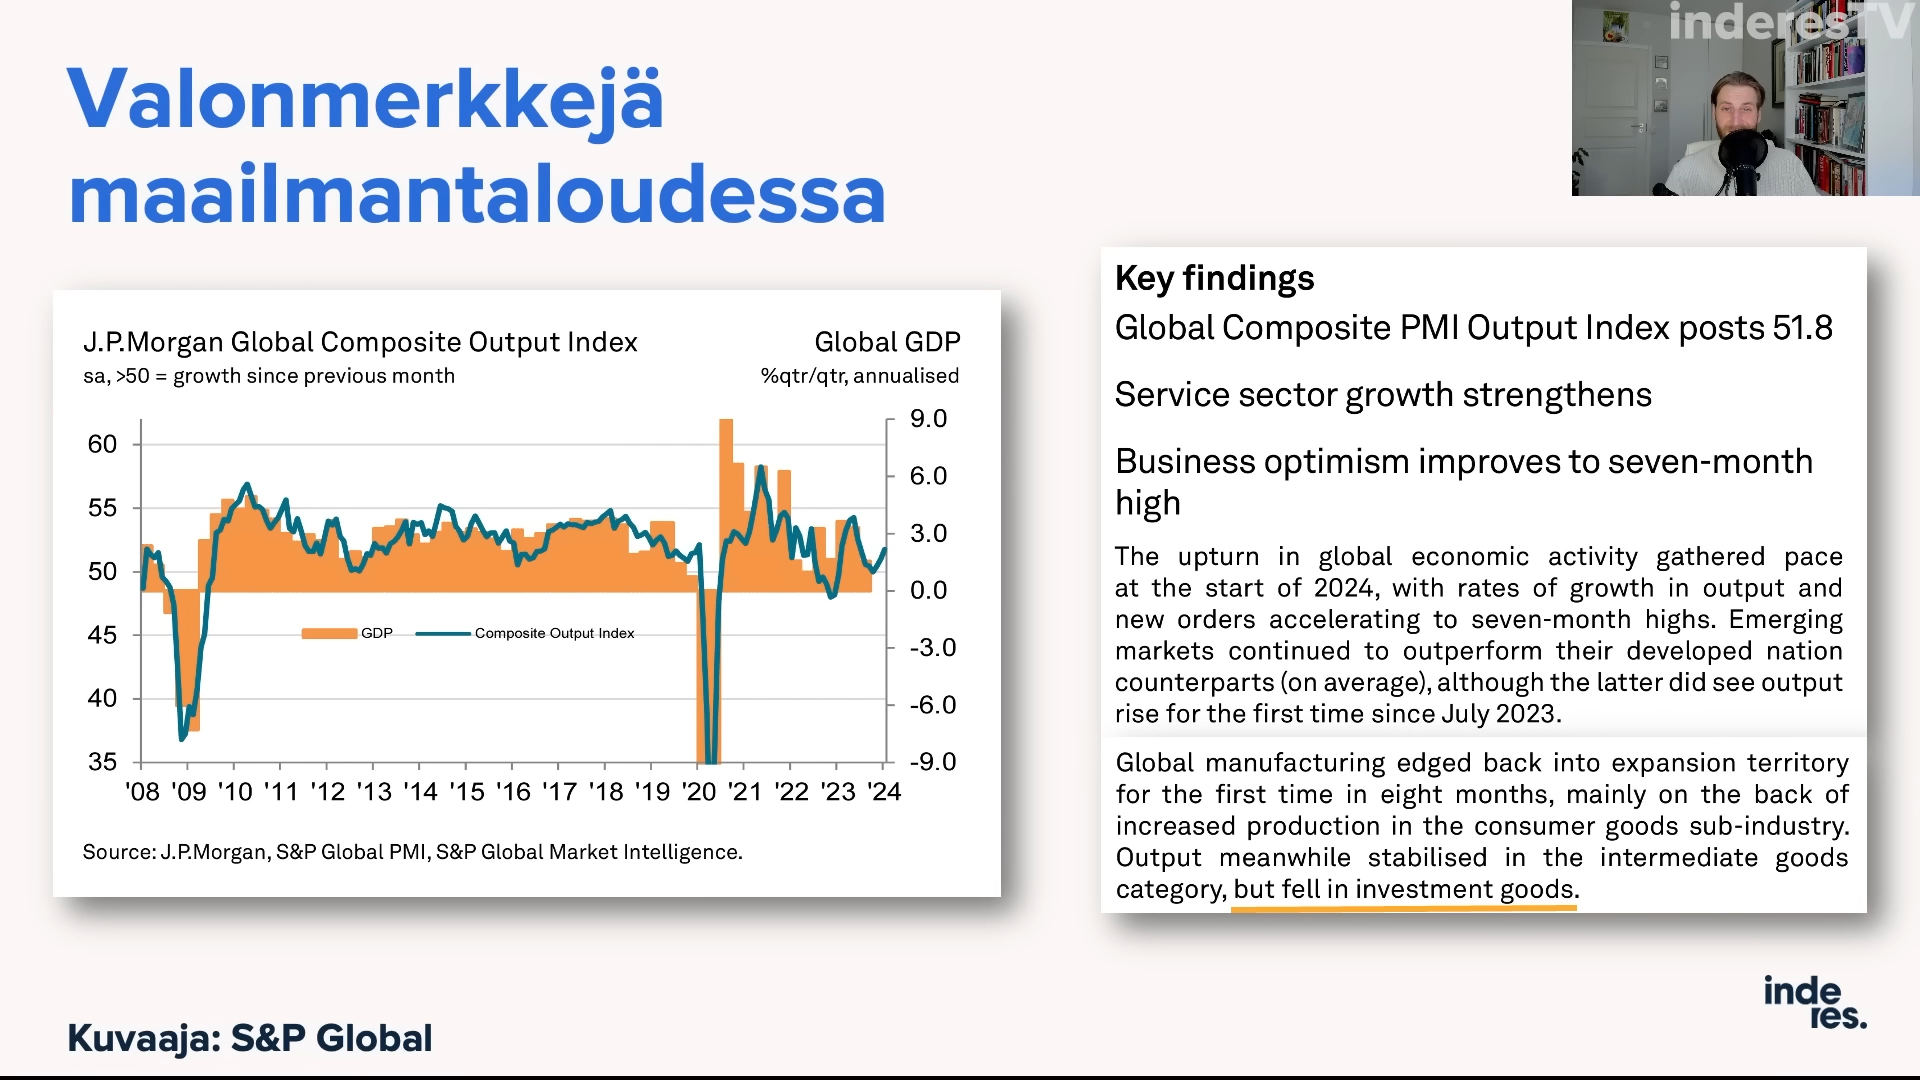 inderesTV
Valonmerkkejä
maailmantaloudessa
J.P.Morgan Global Composite Output Index
Global GDP
sa, >50 = growth since previous month
%qtr/qtr, annualised
60
55
50
45
40
35
9.0
6.0
3.0
0.0
-3.0
-6.0
-9.0
GDP
Composite Output Index
'08 '09 '10 '11 '12 '13 '14 '15 '16 '17 '18 '19 '20 '21 '22 '23 '24
Source: J.P.Morgan, S&P Global PMI, S&P Global Market Intelligence.
Key findings
Global Composite PMI Output Index posts 51.8
Service sector growth strengthens
Business optimism improves to seven-month
high
The upturn in global economic activity gathered pace
at the start of 2024, with rates of growth in output and
new orders accelerating to seven-month highs. Emerging
markets continued to outperform their developed nation
counterparts (on average), although the latter did see output
rise for the first time since July 2023.
Global manufacturing edged back into expansion territory
for the first time in eight months, mainly on the back of
increased production in the consumer goods sub-industry.
Output meanwhile stabilised in the intermediate goods
category, but fell in investment goods.
Kuvaaja: S&P Global
inde
res.